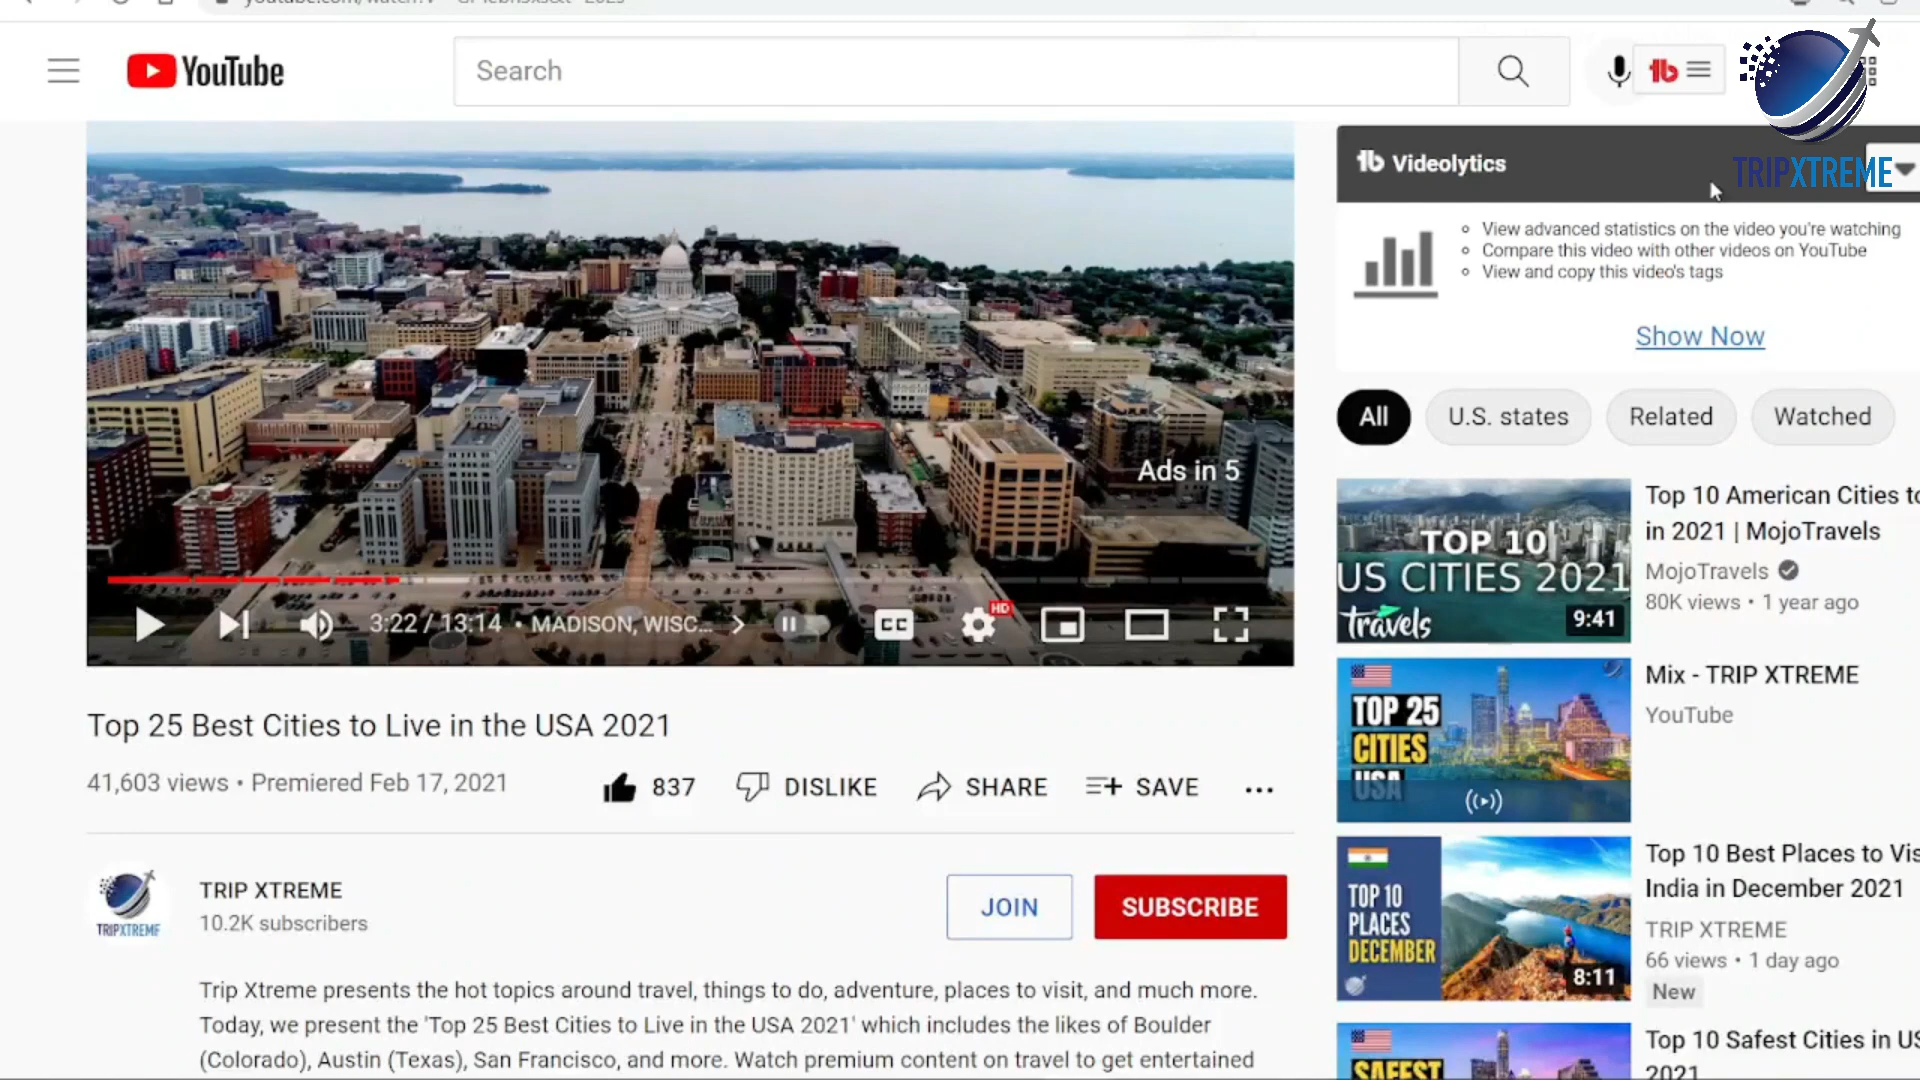 YouTube
Search
TRIPXTREME
Videolytics
View advanced statistics on the video you're watching
Compare this video with other videos on YouTube
View and copy this video's tags
Show Now
All
U.S. states
Related
Watched
Ads in 5
3:22 / 13:14 • MADISON, WISC...
CC
HD
Top 25 Best Cities to Live in the USA 2021
41,603 views • Premiered Feb 17, 2021
837
DISLIKE
SHARE
SAVE
TRIPXTREME
TRIP XTREME
10.2K subscribers
JOIN
SUBSCRIBE
Trip Xtreme presents the hot topics around travel, things to do, adventure, places to visit, and much more.
Today, we present the 'Top 25 Best Cities to Live in the USA 2021' which includes the likes of Boulder
(Colorado), Austin (Texas), San Francisco, and more. Watch premium content on travel to get entertained
TOP 10
US CITIES 2021
travels
9:41
Top 10 American Cities to
in 2021 | MojoTravels
MojoTravels
80K views • 1 year ago
TOP 25
CITIES
USA
Mix - TRIP XTREME
YouTube
TOP 10
PLACES
DECEMBER
8:11
Top 10 Best Places to Vis
India in December 2021
TRIP XTREME
66 views • 1 day ago
New
SAFEST
Top 10 Safest Cities in US
2021